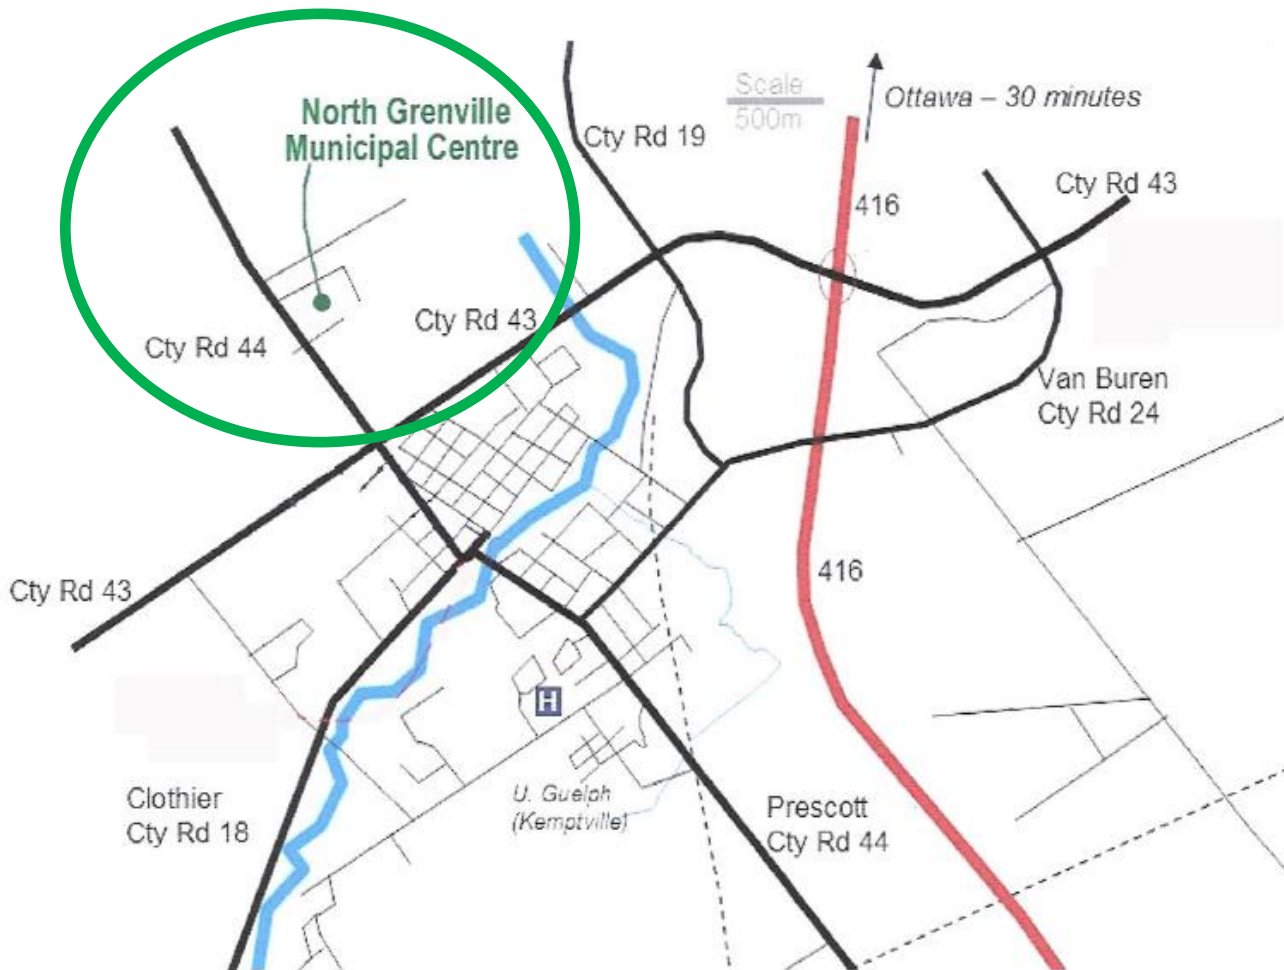 North Grenville
Municipal Centre
Scale
500m
Ottawa – 30 minutes
Cty Rd 19
Cty Rd 43
416
Cty Rd 44
Cty Rd 43
Van Buren
Cty Rd 24
416
Cty Rd 43
H
Clothier
Cty Rd 18
U. Guelph
(Kemptville)
Prescott
Cty Rd 44